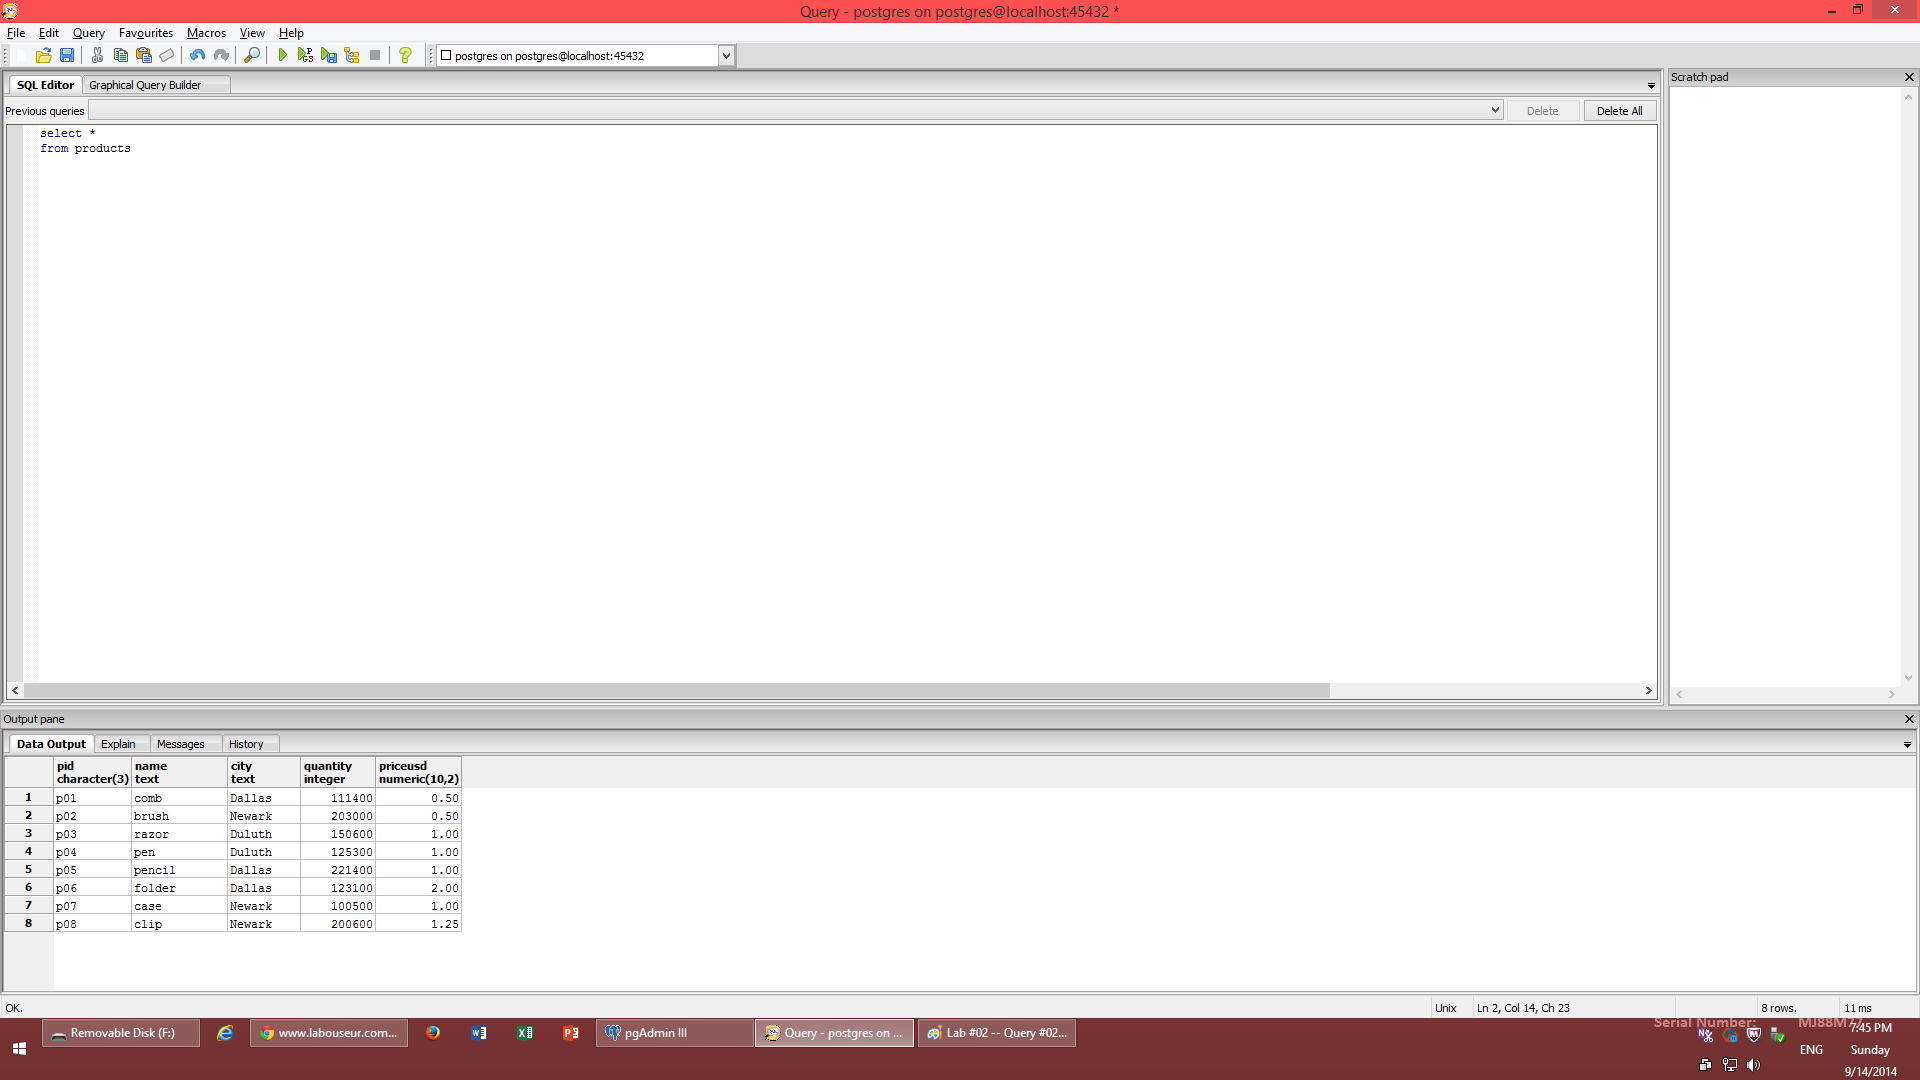 Query - postgres on postgres@localhost:45432 *
File Edit Query Favourites Macros View Help
postgres on postgres@localhost:45432
SQL Editor Graphical Query Builder
Scratch pad
Previous queries Delete Delete All
select *
from products
Output pane
Data Output Explain Messages History
pid name city quantity priceusd
character(3) text text integer numeric(10,2)
1 p01 comb Dallas 111400 0.50
2 p02 brush Newark 203000 0.50
3 p03 razor Duluth 150600 1.00
4 p04 pen Duluth 125300 1.00
5 p05 pencil Dallas 221400 1.00
6 p06 folder Dallas 123100 2.00
7 p07 case Newark 100500 1.00
8 p08 clip Newark 200600 1.25
OK. Unix Ln 2, Col 14, Ch 23 8 rows. 11 ms
Removable Disk (F:) www.labouseur.com... pgAdmin III Query - postgres on ... Lab #02 -- Query #02...
Serial Number:
7:45 PM
ENG Sunday
9/14/2014